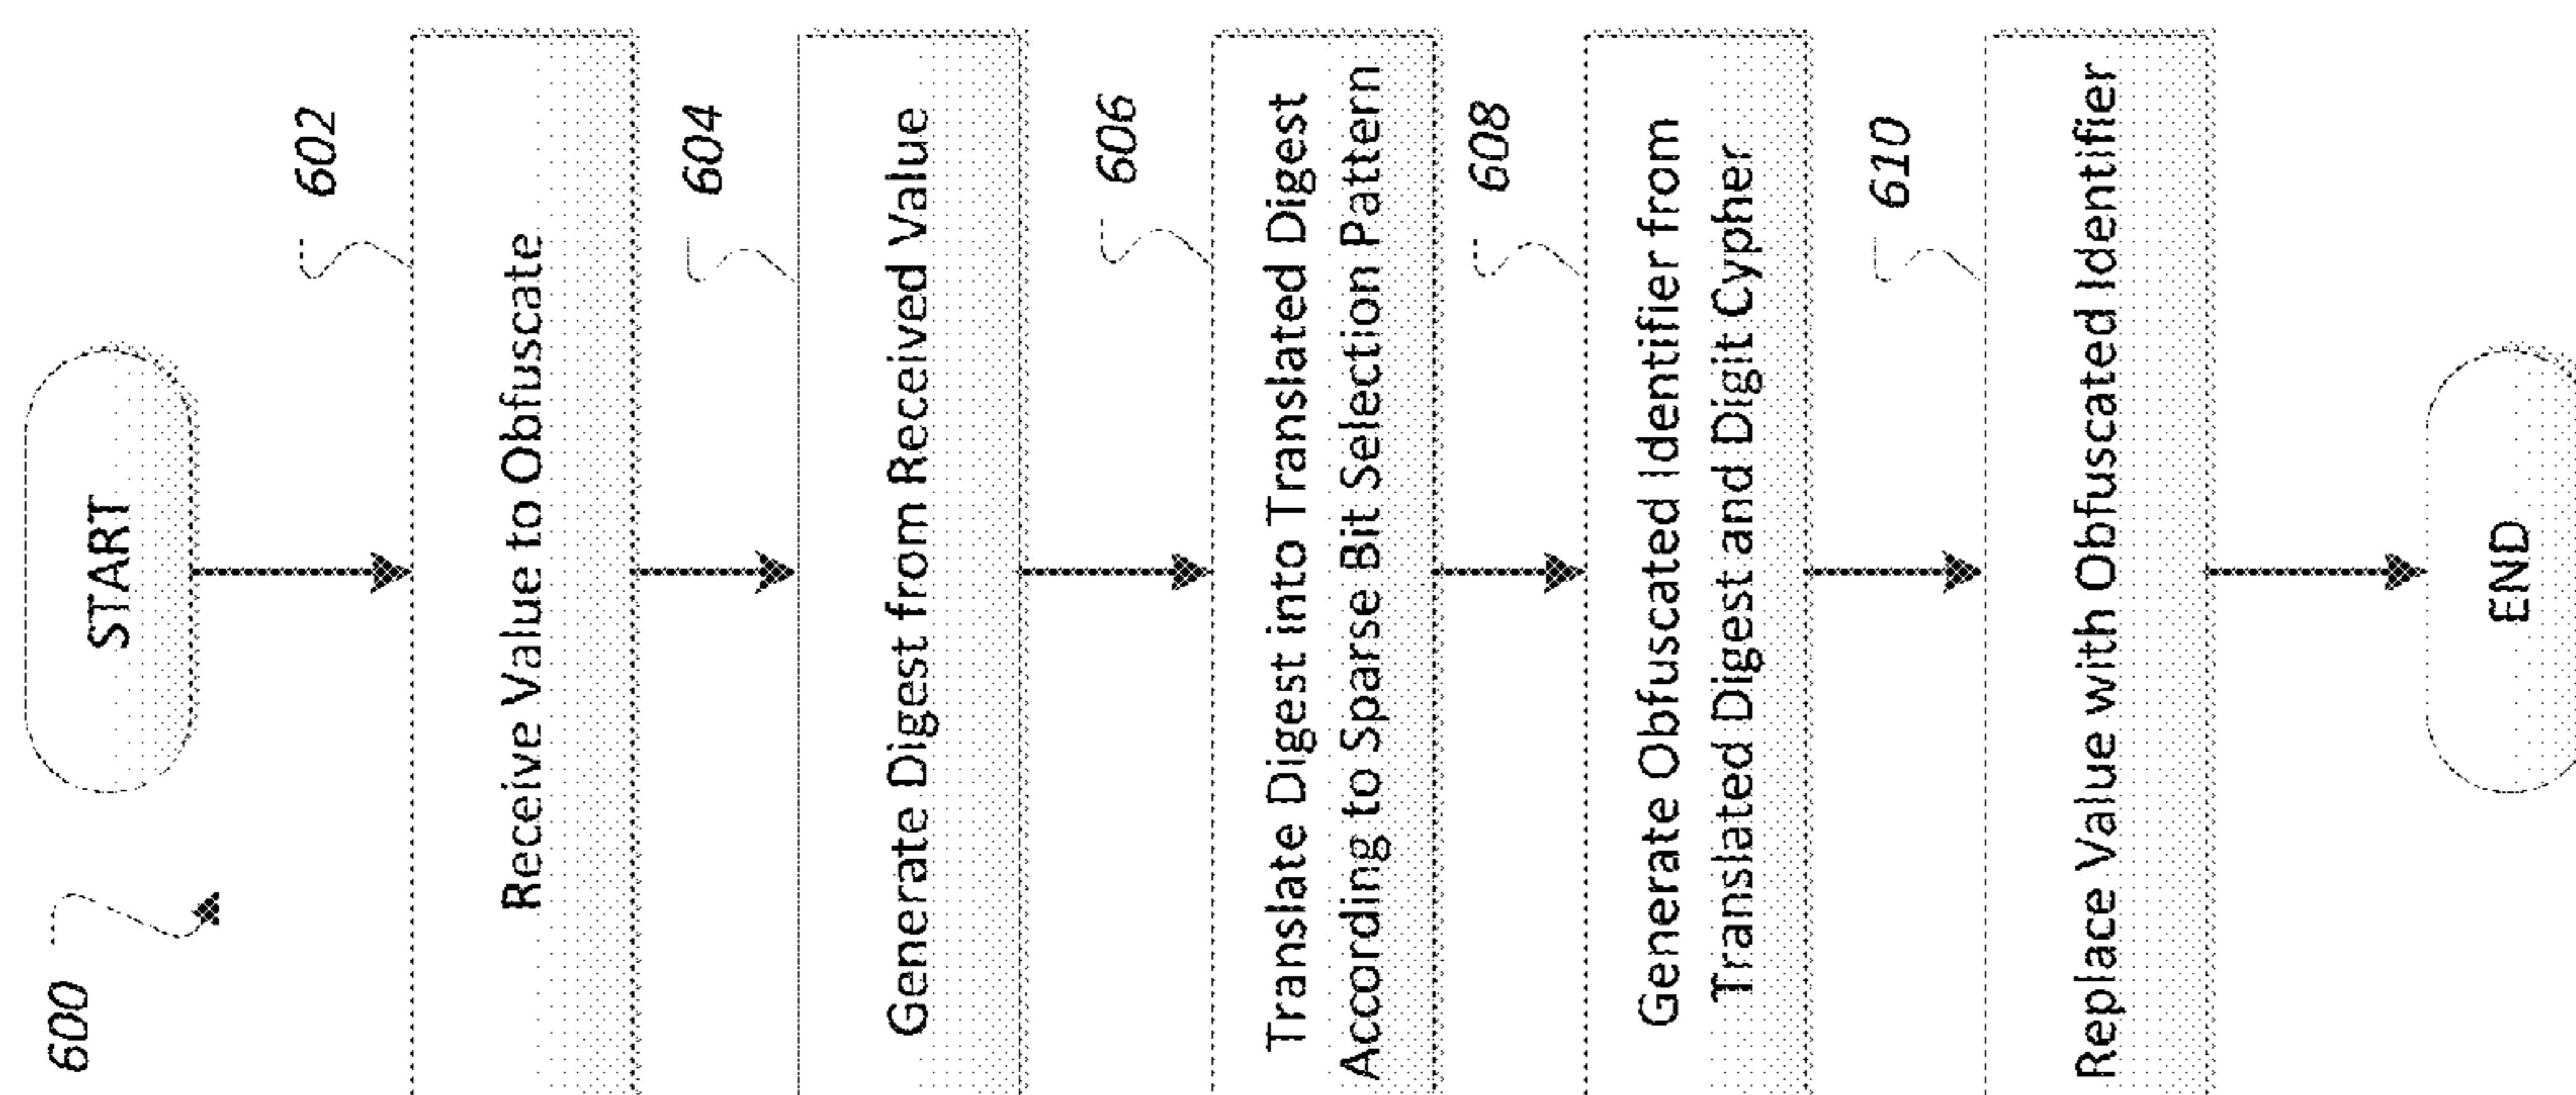 600
START
602
Receive Value to Obfuscate
604
Generate Digest from Received Value
606
Translate Digest into Translated Digest
According to Sparse Bit Selection Pattern
608
Generate Obfuscated Identifier from
Translated Digest and Digit Cypher
610
Replace Value with Obfuscated Identifier
END